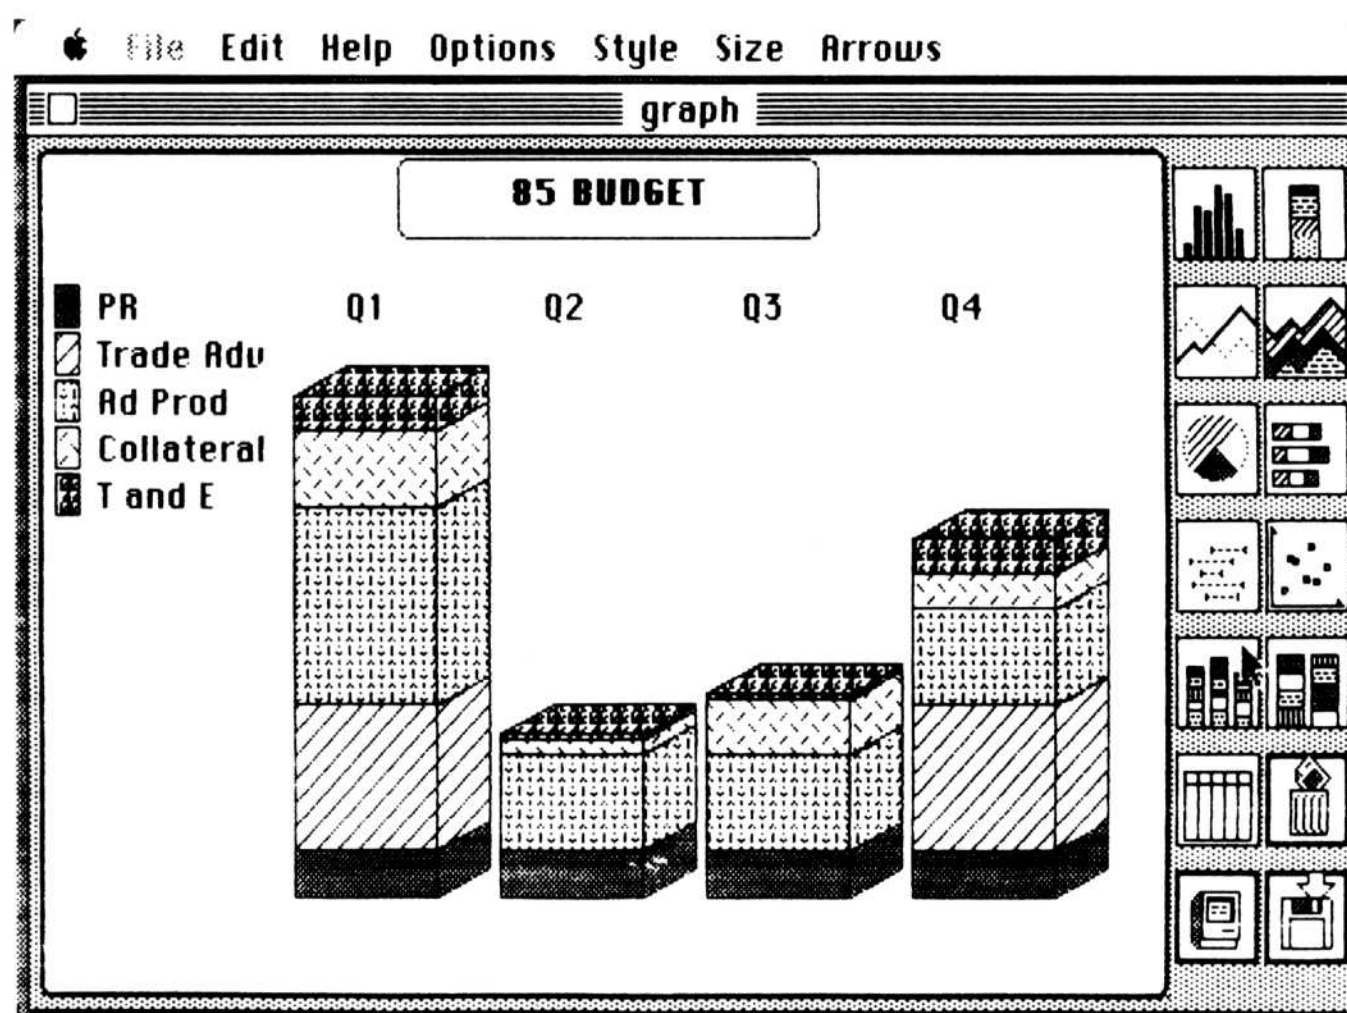 File Edit Help Options Style Size Arrows
graph
85 BUDGET
PR
Trade Adv
Ad Prod
Collateral
T and E
Q1 Q2 Q3 Q4